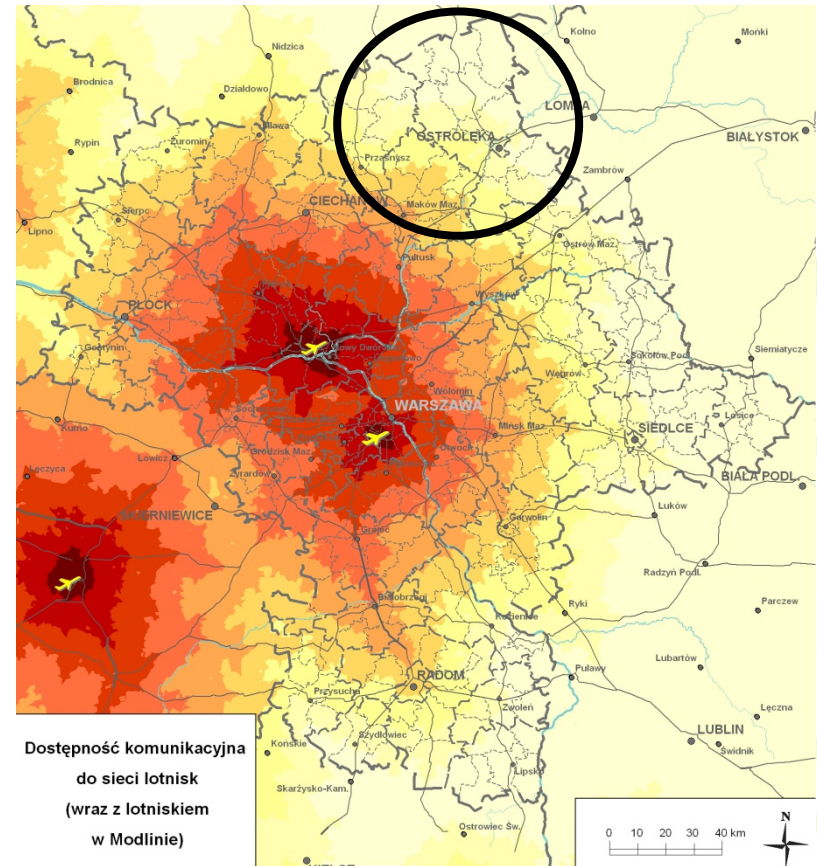 Nidzica
Kolno
Mońki
Brodnica
Działdowo
ŁOMŻA
Mława
BIAŁYSTOK
OSTROŁĘKA
Rypin
Żuromin
Przasnysz
Zambrów
CIECHANÓW
Maków Maz.
Sierpc
Lipno
Ostrów Maz.
Pułtusk
Wyszków
PŁOCK
Nowy Dwór
Siemiatycze
Gostynin
Sokołów Podl.
Węgrów
Wołomin
WARSZAWA
Łosice
Kutno
SIEDLCE
Mińsk Maz.
Grodzisk Maz.
Otwock
Łowicz
Łęczyca
Żyrardów
BIAŁA PODL.
SKIERNIEWICE
Łuków
Garwolin
Grójec
Radzyń Podl.
Białobrzegi
Ryki
Parczew
Kozienice
Lubartów
RADOM
Puławy
Przysucha
Zwoleń
Łęczna
LUBLIN
Szydłowiec
Świdnik
Końskie
Lipsko
Skarżysko-Kam.
Ostrowiec Św.
KIELCE
Dostępność komunikacyjna
do sieci lotnisk
(wraz z lotniskiem
w Modlinie)
N
0 10 20 40 km